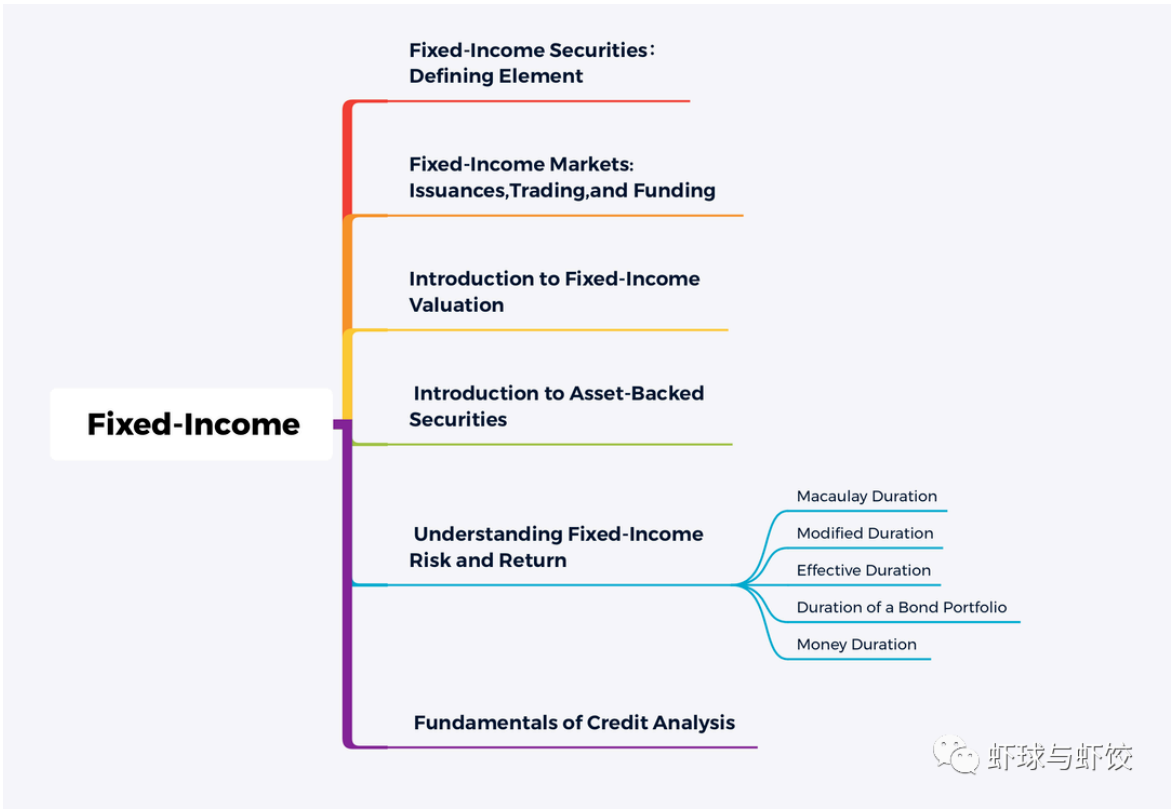 Fixed-Income Securities：
Defining Element
Fixed-Income Markets:
Issuances,Trading,and Funding
Introduction to Fixed-Income
Valuation
Introduction to Asset-Backed
Securities
Fixed-Income
Understanding Fixed-Income
Risk and Return
Macaulay Duration
Modified Duration
Effective Duration
Duration of a Bond Portfolio
Money Duration
Fundamentals of Credit Analysis
虾球与虾饺